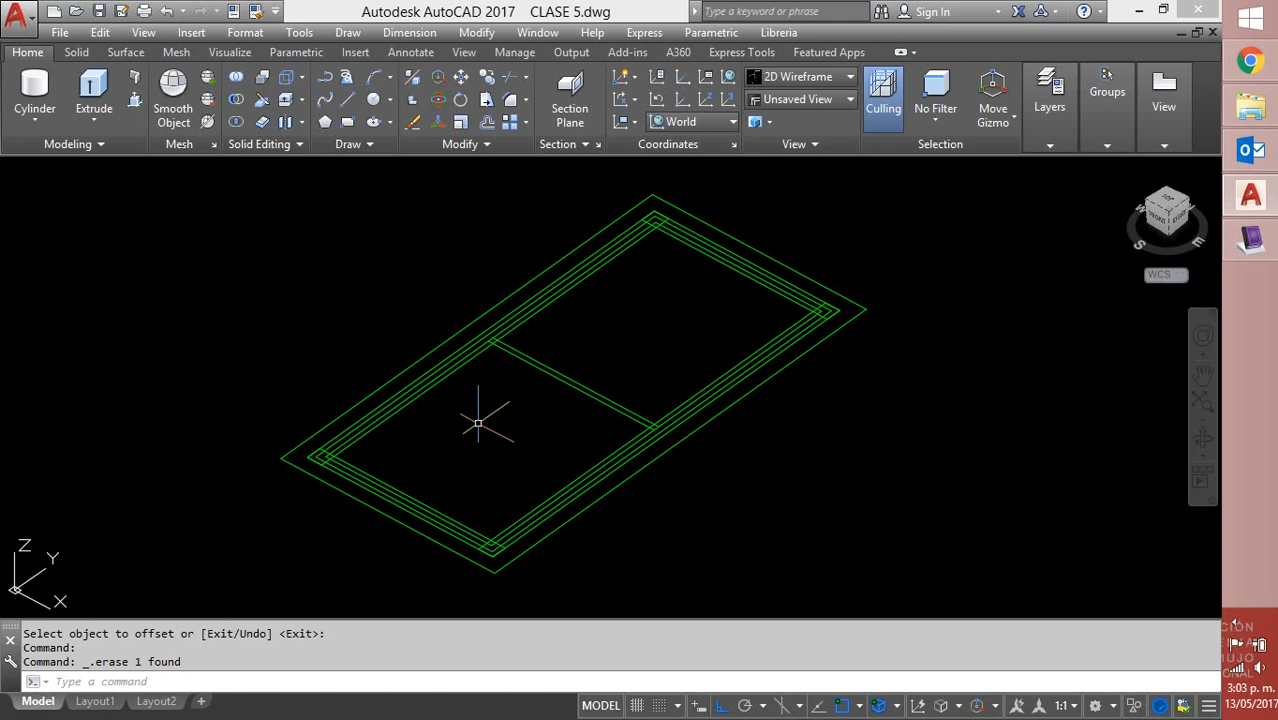 Autodesk AutoCAD 2017 CLASE 5.dwg
Type a keyword or phrase
Sign In
File Edit View Insert Format Tools Draw Dimension Modify Window Help Express Parametric Libreria
Home Solid Surface Mesh Visualize Parametric Insert Annotate View Manage Output Add-ins A360 Express Tools Featured Apps
2D Wireframe
Unsaved View
World
Cylinder
Extrude
Smooth
Object
Section
Plane
Culling
No Filter
Move
Gizmo
Layers
Groups
View
Modeling
Mesh
Solid Editing
Draw
Modify
Section
Coordinates
View
Selection
TOP
W
S
E
WCS
Z
Y
X
Select object to offset or [Exit/Undo] <Exit>:
Command:
Command: _.erase 1 found
Type a command
Model Layout1 Layout2 +
MODEL
1:1
3:03 p. m.
13/05/2017